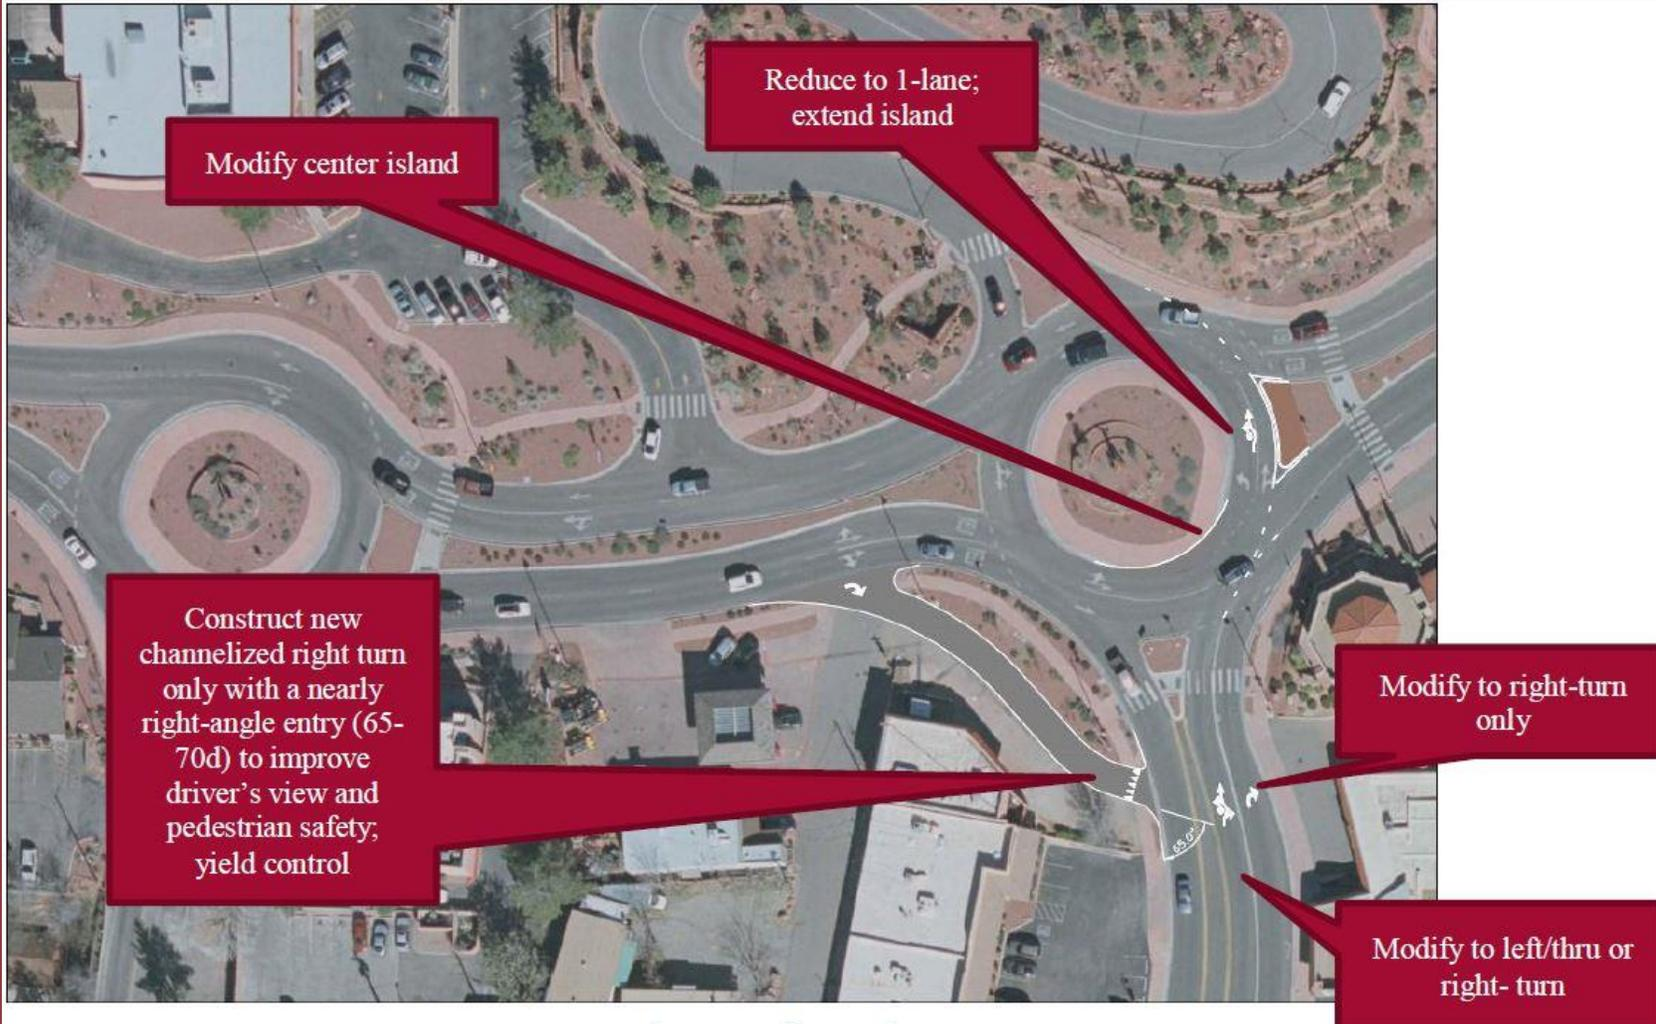 Reduce to 1-lane;
extend island
Modify center island
Construct new
channelized right turn
only with a nearly
right-angle entry (65-
70d) to improve
driver's view and
pedestrian safety;
yield control
Modify to right-turn
only
65.0°
Modify to left/thru or
right- turn